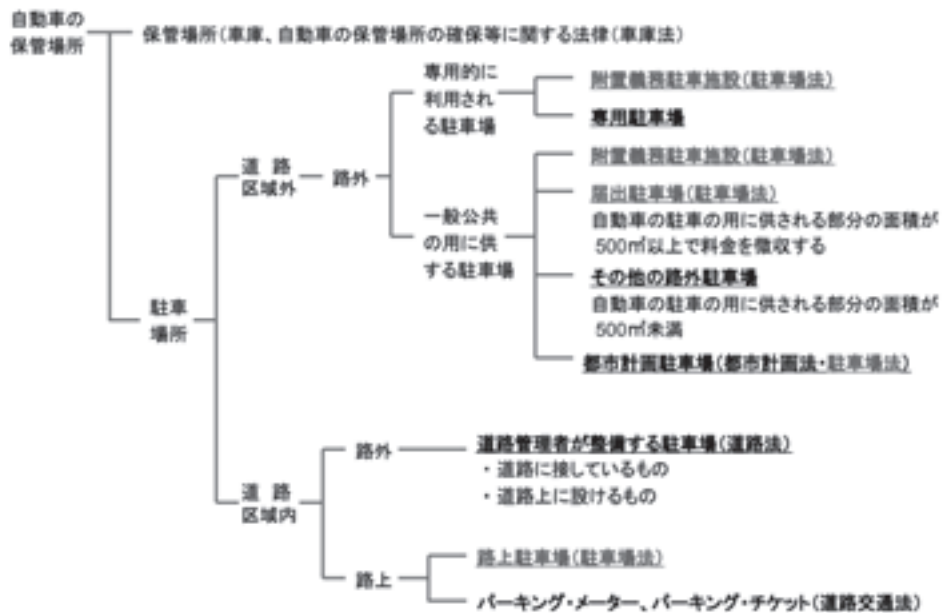 自動車の
保管場所
保管場所(車庫、自動車の保管場所の確保等に関する法律(車庫法)
駐車
場所
道路
区域外
路外
専用的に
利用され
る駐車場
附置義務駐車施設(駐車場法)
専用駐車場
一般公共
の用に供
する駐車場
附置義務駐車施設(駐車場法)
届出駐車場(駐車場法)
自動車の駐車の用に供される部分の面積が
500㎡以上で料金を徴収する
その他の路外駐車場
自動車の駐車の用に供される部分の面積が
500㎡未満
都市計画駐車場(都市計画法・駐車場法)
道路
区域内
路外
道路管理者が整備する駐車場(道路法)
・道路に接しているもの
・道路上に設けるもの
路上
路上駐車場(駐車場法)
パーキング・メーター、パーキング・チケット(道路交通法)